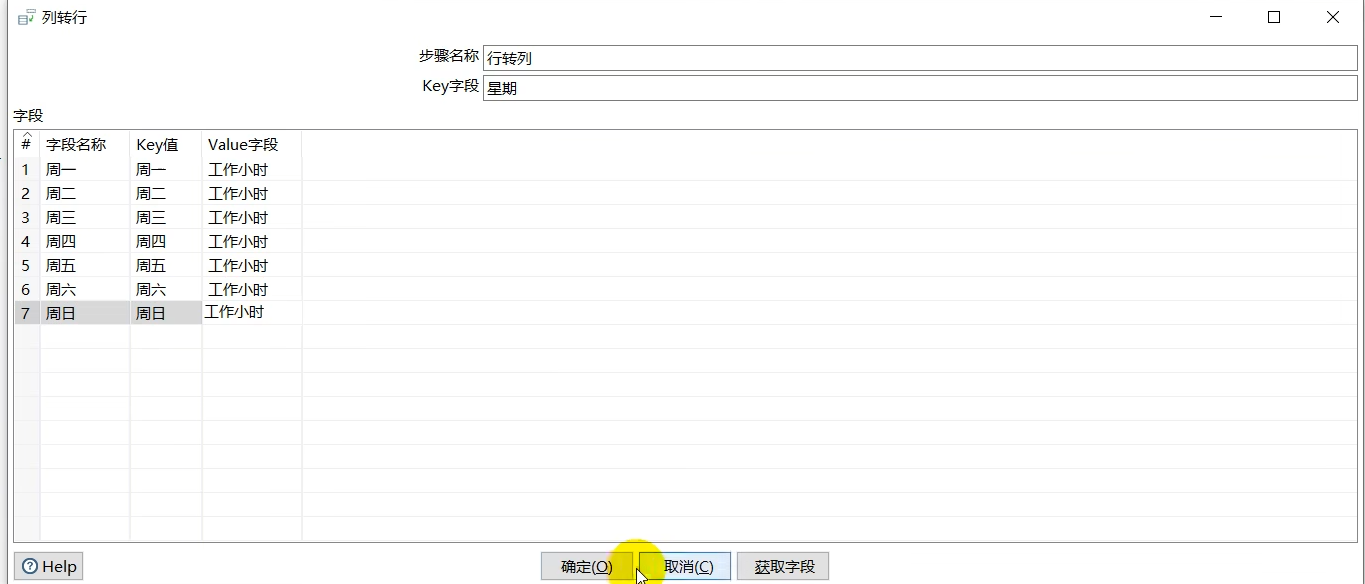 列转行
步骤名称 行转列
Key字段 星期
字段
# 字段名称 Key值 Value字段
1 周一 周一 工作小时
2 周二 周二 工作小时
3 周三 周三 工作小时
4 周四 周四 工作小时
5 周五 周五 工作小时
6 周六 周六 工作小时
7 周日 周日 工作小时
Help 确定(O) 取消(C) 获取字段